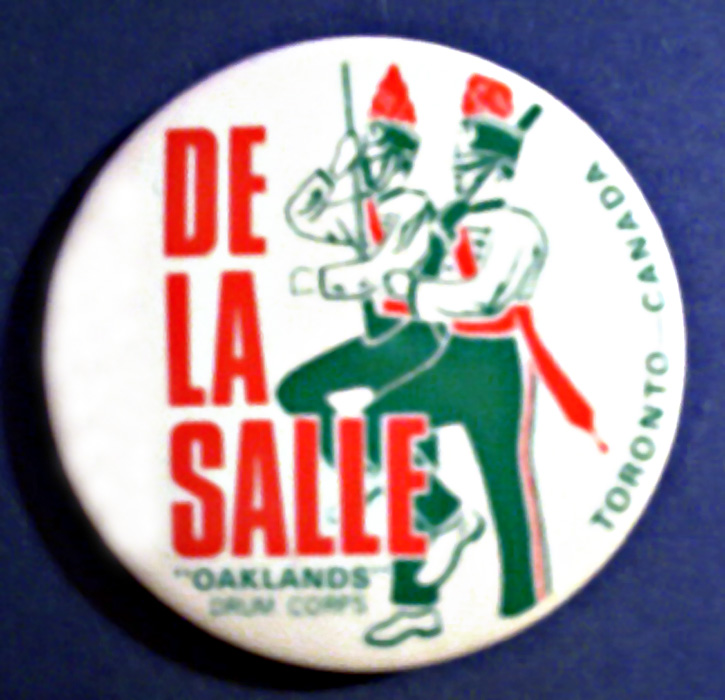 DE
LA
SALLE
"OAKLANDS"
DRUM CORPS
TORONTO-CANADA